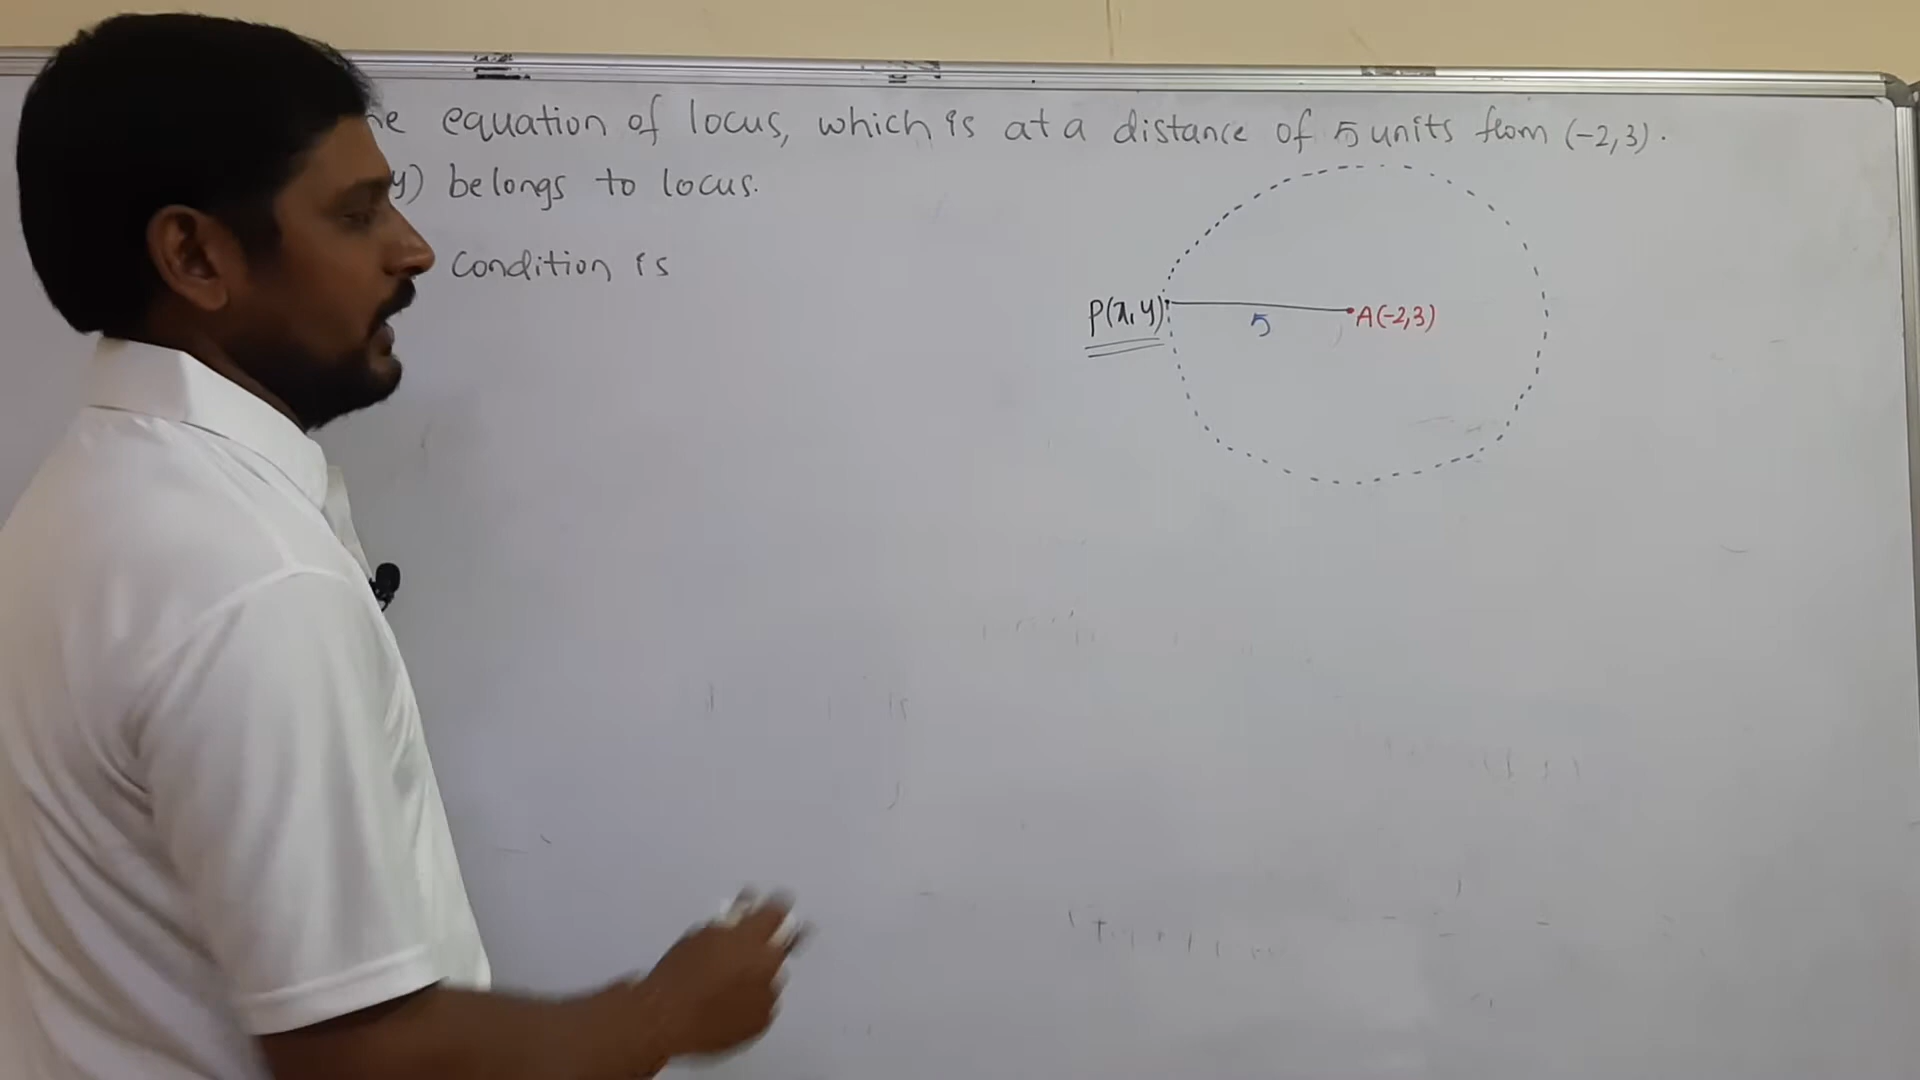 he equation of locus, which is at a distance of 5 units from (-2,3).
y) belongs to locus.
condition is
P(x,y)
5
A(-2,3)